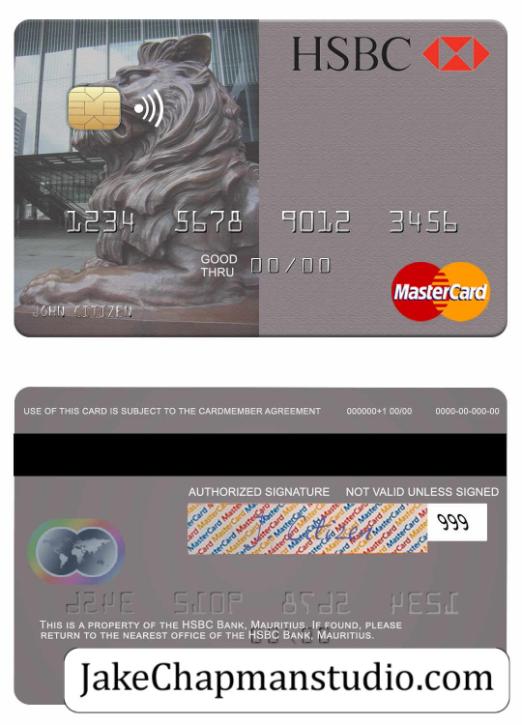 HSBC
1234 5678 9012 3456
GOOD
THRU 00/00
MasterCard
JOHN CITIZEN
USE OF THIS CARD IS SUBJECT TO THE CARDMEMBER AGREEMENT 000000+1 00/00 0000-00-000-00
AUTHORIZED SIGNATURE NOT VALID UNLESS SIGNED
999
THIS IS A PROPERTY OF THE HSBC BANK, MAURITIUS. IF FOUND, PLEASE
RETURN TO THE NEAREST OFFICE OF THE HSBC BANK, MAURITIUS.
JakeChapmanstudio.com